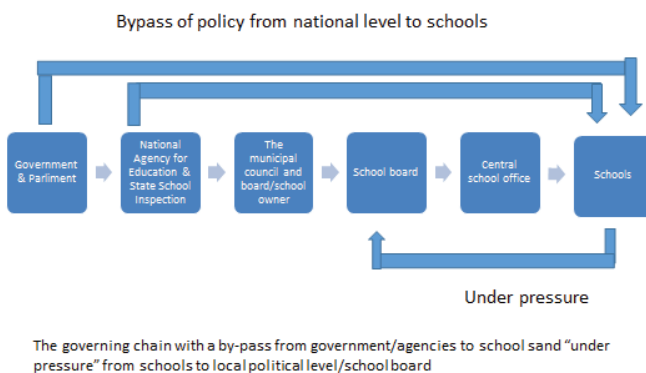 Bypass of policy from national level to schools
Government
& Parliment
National
Agency for
Education &
State School
Inspection
The
municipal
council and
board/school
owner
School board
Central
school office
Schools
Under pressure
The governing chain with a by-pass from government/agencies to school sand “under
pressure” from schools to local political level/school board